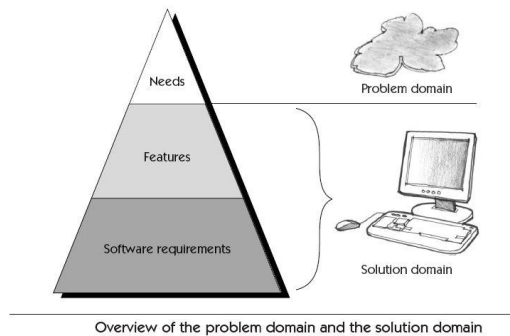 Needs
Problem domain
Features
Software requirements
Solution domain
Overview of the problem domain and the solution domain